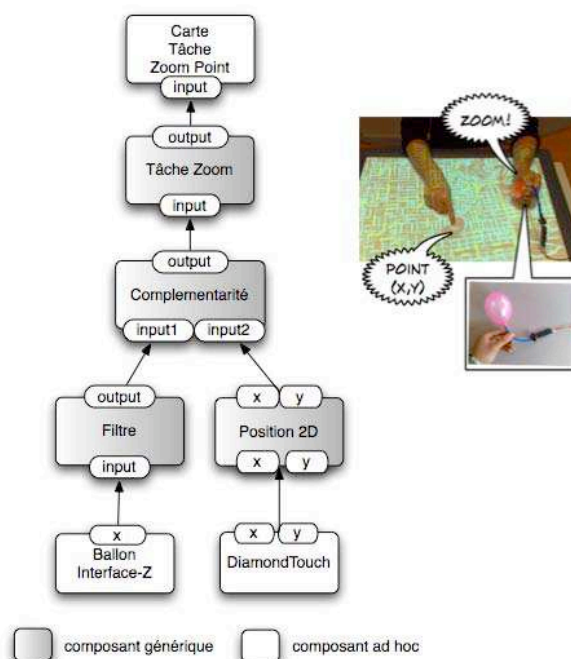 Carte
Tâche
Zoom Point
input
output
Tâche Zoom
input
output
Complementarité
input1 input2
output
Filtre
input
x
Ballon
Interface-Z
x y
Position 2D
x y
x y
DiamondTouch
ZOOM!
POINT
(X,Y)
composant générique
composant ad hoc